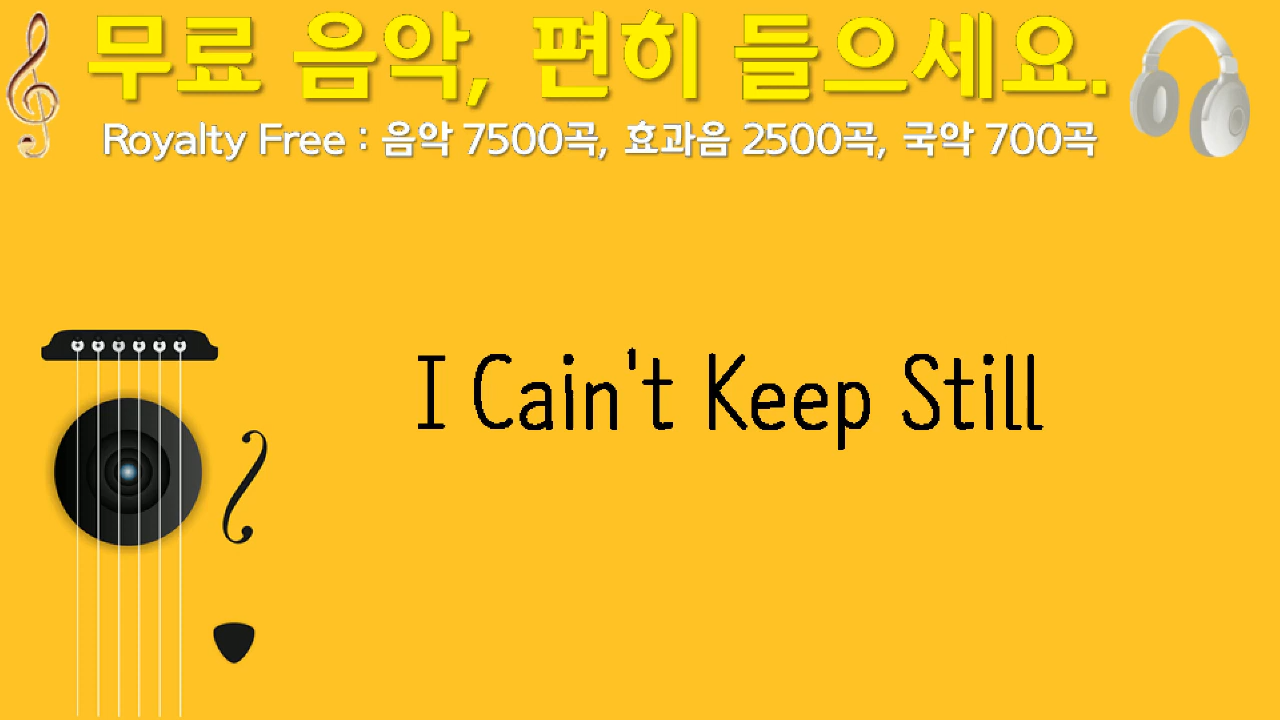 무료 음악, 편히 들으세요.
Royalty Free : 음악 7500곡, 효과음 2500곡, 국악 700곡
I Cain't Keep Still